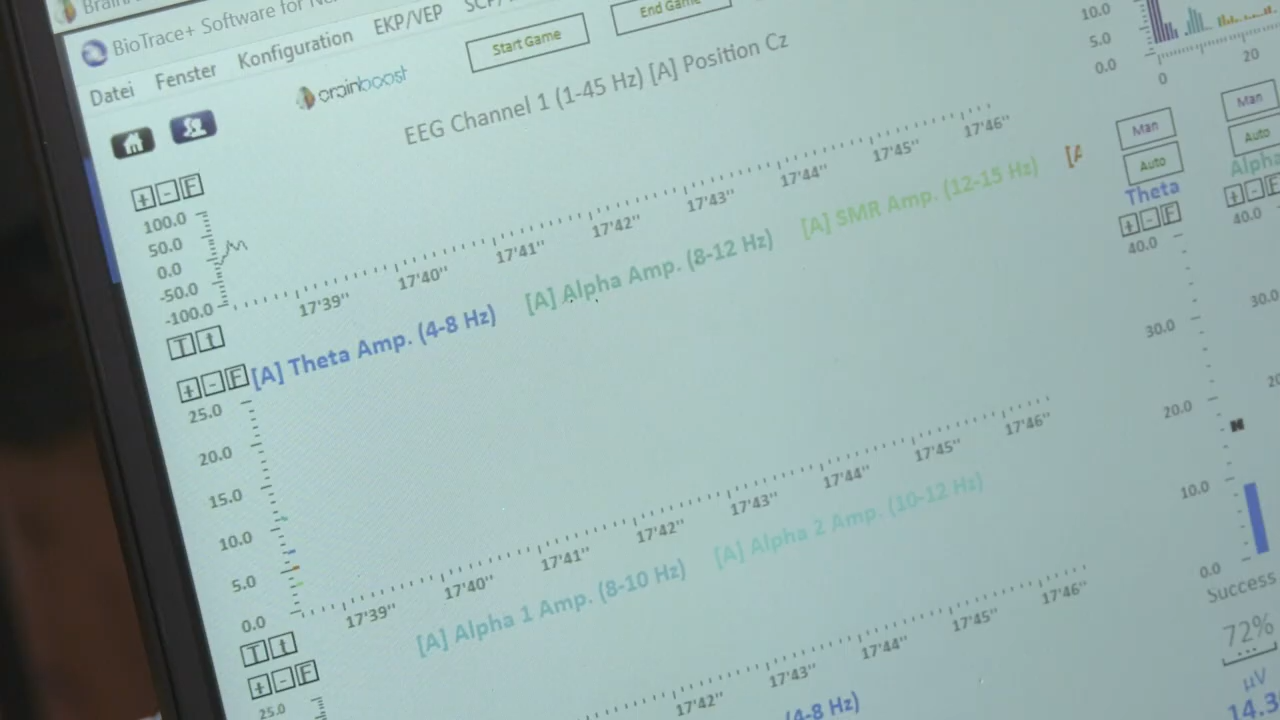 BioTrace+ Software for
Datei Fenster Konfiguration EKP/VEP
brainboost
Start Game
End Game
EEG Channel 1 (1-45 Hz) [A] Position Cz
+ - F
100.0
50.0
0.0
-50.0
-100.0
17'39" 17'40" 17'41" 17'42" 17'43" 17'44" 17'45" 17'46"
T t
[A] Theta Amp. (4-8 Hz) [A] Alpha Amp. (8-12 Hz) [A] SMR Amp. (12-15 Hz) [A
+ - F
25.0
20.0
15.0
10.0
5.0
0.0
17'39" 17'40" 17'41" 17'42" 17'43" 17'44" 17'45" 17'46"
T t
[A] Alpha 1 Amp. (8-10 Hz) [A] Alpha 2 Amp. (10-12 Hz)
+ - F
25.0
17'42" 17'43" 17'44" 17'45" 17'46"
(4-8 Hz)
10.0
5.0
0.0
0 20
Man
Auto
Theta
+ - F
40.0
30.0
20.0
10.0
0.0
Success
72%
µV
14.3
Man
Auto
Alpha
+ - F
40.0
30.0